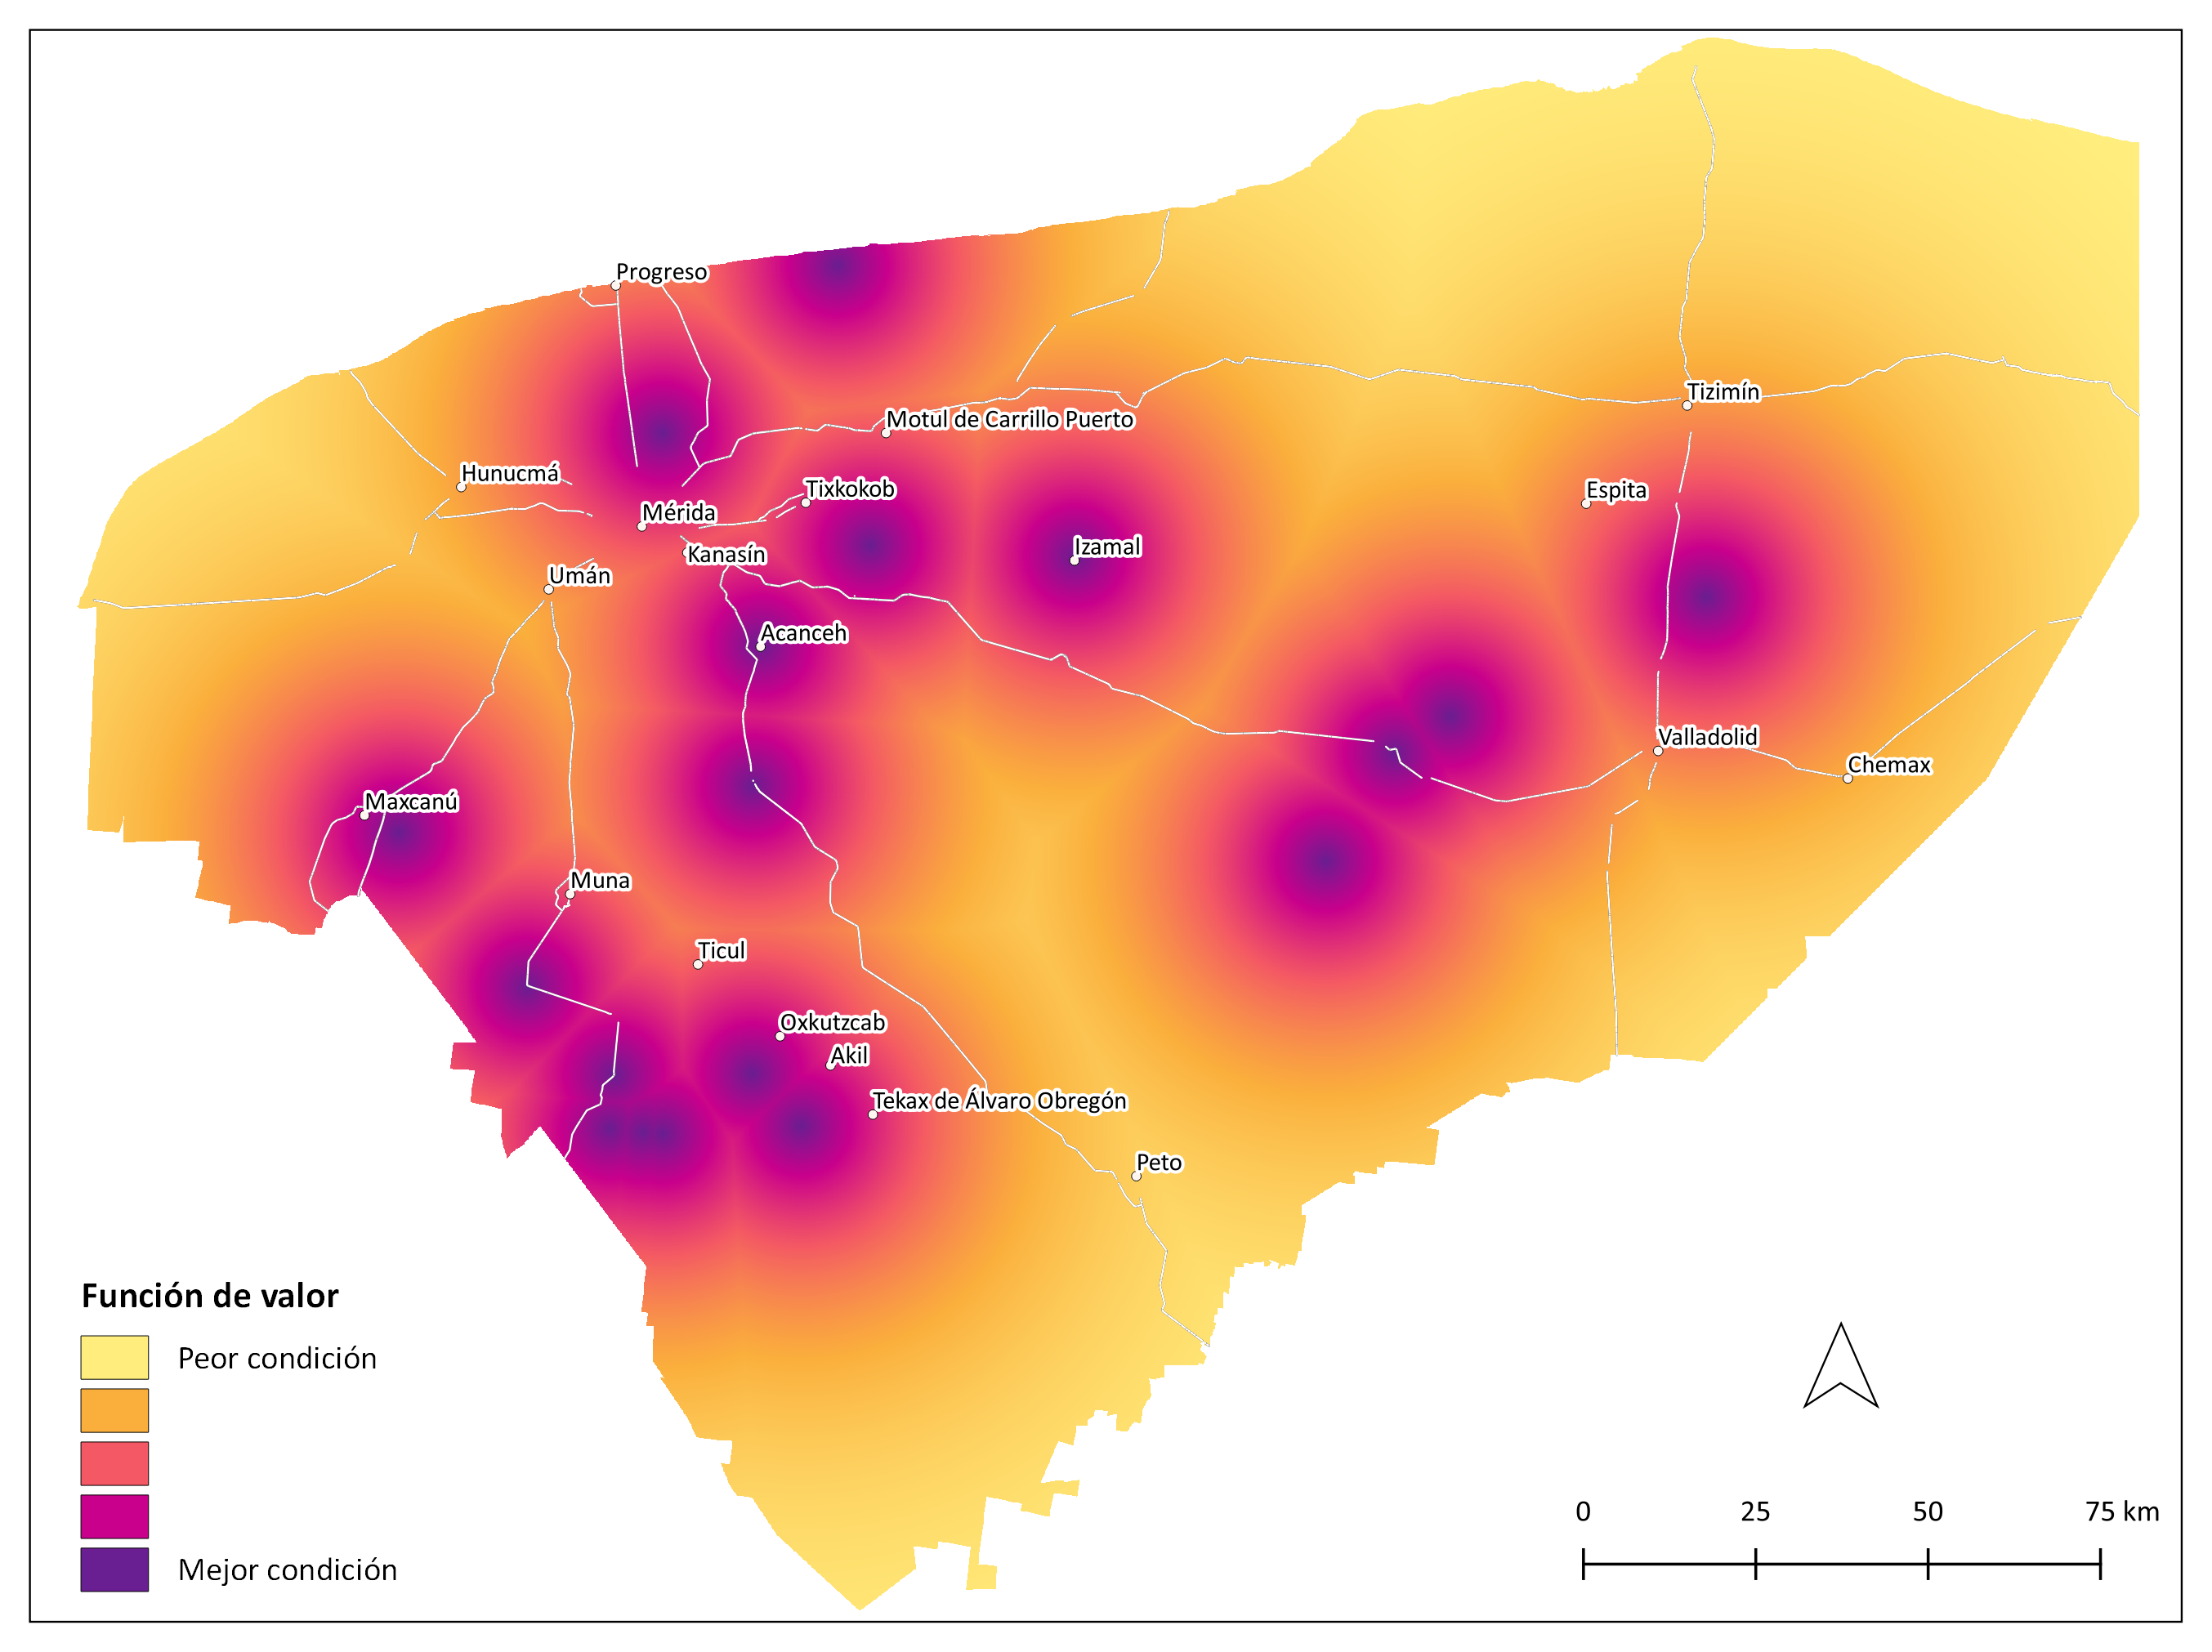 Progreso
Tizimín
Motul de Carrillo Puerto
Hunucmá
Tixkokob
Espita
Mérida
Kanasín
Izamal
Umán
Acanceh
Valladolid
Chemax
Maxcanú
Muna
Ticul
Oxkutzcab
Akil
Tekax de Álvaro Obregón
Peto
Función de valor
Peor condición
Mejor condición
0 25 50 75 km